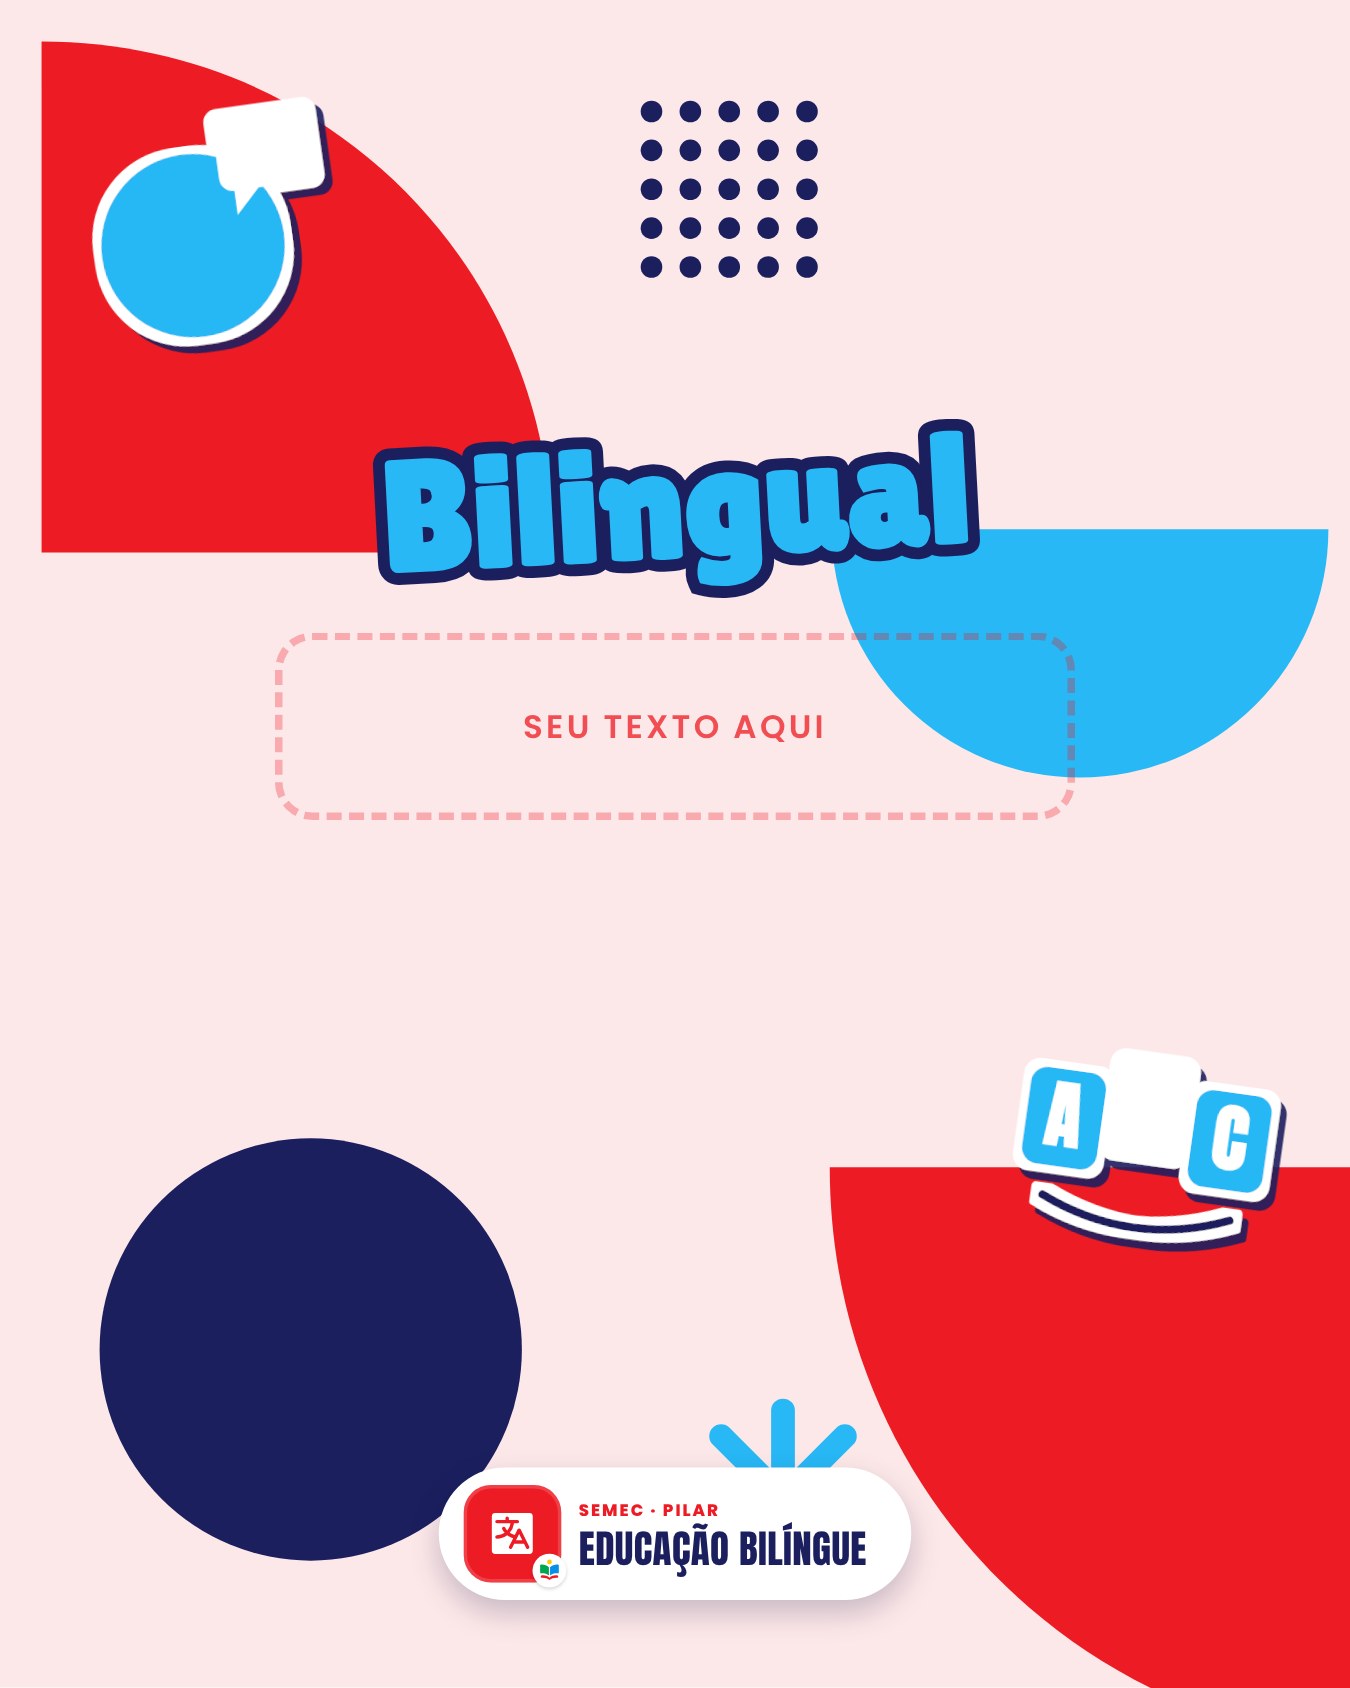 Bilingual
SEU TEXTO AQUI
A C
SEMEC · PILAR
EDUCAÇÃO BILÍNGUE